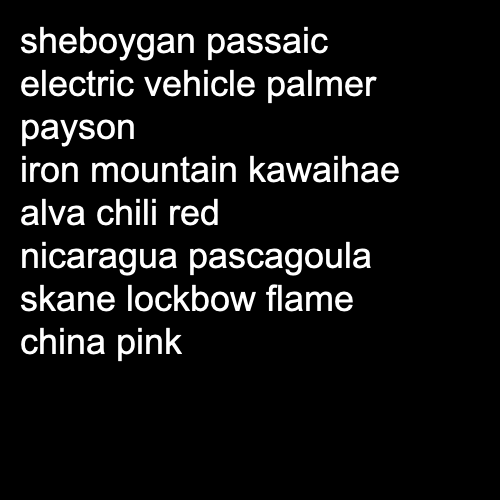 sheboygan passaic
electric vehicle palmer
payson
iron mountain kawaihae
alva chili red
nicaragua pascagoula
skane lockbow flame
china pink